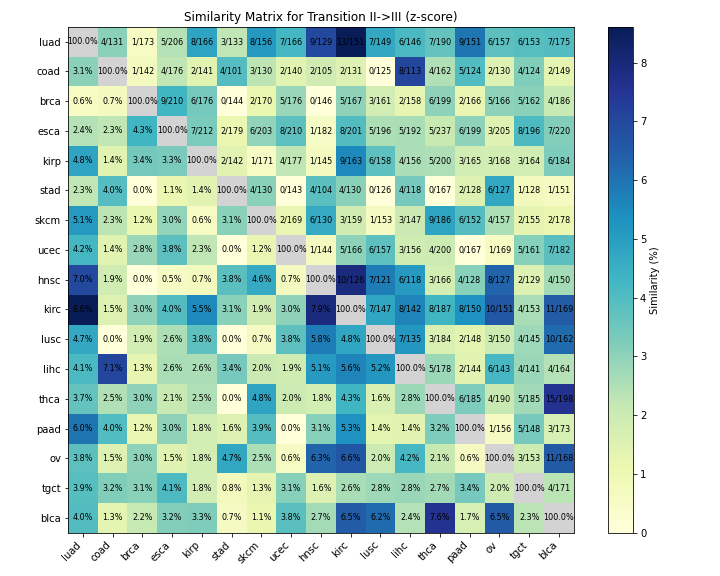 Similarity Matrix for Transition II->III (z-score)
luad 100.0% 4/131 1/173 5/206 8/166 3/133 8/156 7/166 9/129 13/151 7/149 6/146 7/190 9/151 6/157 6/153 7/175
coad 3.1% 100.0% 1/142 4/176 2/141 4/101 3/130 2/140 2/105 2/131 0/125 8/113 4/162 5/124 2/130 4/124 2/149
brca 0.6% 0.7% 100.0% 9/210 6/176 0/144 2/170 5/176 0/146 5/167 3/161 2/158 6/199 2/166 5/166 5/162 4/186
esca 2.4% 2.3% 4.3% 100.0% 7/212 2/179 6/203 8/210 1/182 8/201 5/196 5/192 5/237 6/199 3/205 8/196 7/220
kirp 4.8% 1.4% 3.4% 3.3% 100.0% 2/142 1/171 4/177 1/145 9/163 6/158 4/156 5/200 3/165 3/168 3/164 6/184
stad 2.3% 4.0% 0.0% 1.1% 1.4% 100.0% 4/130 0/143 4/104 4/130 0/126 4/118 0/167 2/128 6/127 1/128 1/151
skcm 5.1% 2.3% 1.2% 3.0% 0.6% 3.1% 100.0% 2/169 6/130 3/159 1/153 3/147 9/186 6/152 4/157 2/155 2/178
ucec 4.2% 1.4% 2.8% 3.8% 2.3% 0.0% 1.2% 100.0% 1/144 5/166 6/157 3/156 4/200 0/167 1/169 5/161 7/182
hnsc 7.0% 1.9% 0.0% 0.5% 0.7% 3.8% 4.6% 0.7% 100.0% 10/126 7/121 6/118 3/166 4/128 8/127 2/129 4/150
kirc 8.6% 1.5% 3.0% 4.0% 5.5% 3.1% 1.9% 3.0% 7.9% 100.0% 7/147 8/142 8/187 8/150 10/151 4/153 11/169
lusc 4.7% 0.0% 1.9% 2.6% 3.8% 0.0% 0.7% 3.8% 5.8% 4.8% 100.0% 7/135 3/184 2/148 3/150 4/145 10/162
lihc 4.1% 7.1% 1.3% 2.6% 2.6% 3.4% 2.0% 1.9% 5.1% 5.6% 5.2% 100.0% 5/178 2/144 6/143 4/141 4/164
thca 3.7% 2.5% 3.0% 2.1% 2.5% 0.0% 4.8% 2.0% 1.8% 4.3% 1.6% 2.8% 100.0% 6/185 4/190 5/185 15/198
paad 6.0% 4.0% 1.2% 3.0% 1.8% 1.6% 3.9% 0.0% 3.1% 5.3% 1.4% 1.4% 3.2% 100.0% 1/156 5/148 3/173
ov 3.8% 1.5% 3.0% 1.5% 1.8% 4.7% 2.5% 0.6% 6.3% 6.6% 2.0% 4.2% 2.1% 0.6% 100.0% 3/153 11/168
tgct 3.9% 3.2% 3.1% 4.1% 1.8% 0.8% 1.3% 3.1% 1.6% 2.6% 2.8% 2.8% 2.7% 3.4% 2.0% 100.0% 4/171
blca 4.0% 1.3% 2.2% 3.2% 3.3% 0.7% 1.1% 3.8% 2.7% 6.5% 6.2% 2.4% 7.6% 1.7% 6.5% 2.3% 100.0%
luad coad brca esca kirp stad skcm ucec hnsc kirc lusc lihc thca paad ov tgct blca
8
7
6
5
4
3
2
1
0
Similarity (%)